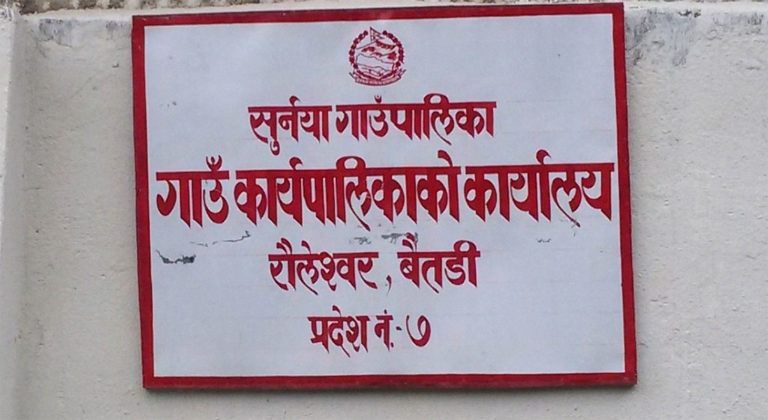 सुर्नया गाउँपालिका
गाउँ कार्यपालिकाको कार्यालय
रौलेश्वर, बैतडी
प्रदेश नं.- ७